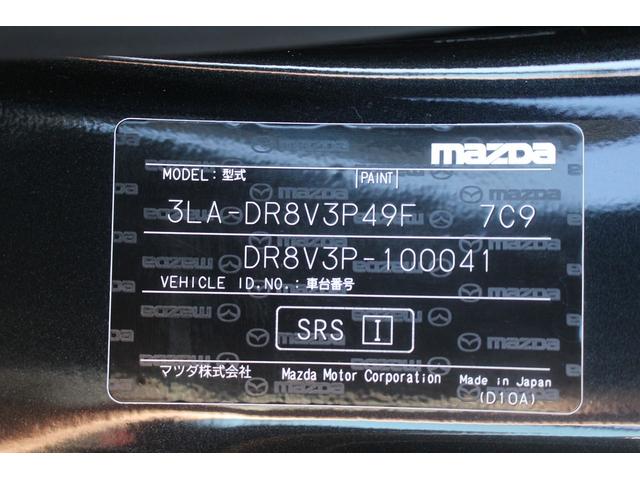 mazda
MODEL:型式 PAINT
3LA-DR8V3P49F 7C9
DR8V3P-100041
VEHICLE ID.NO.:車台番号
SRS I
マツダ株式会社 Mazda Motor Corporation Made in Japan
(D10A)